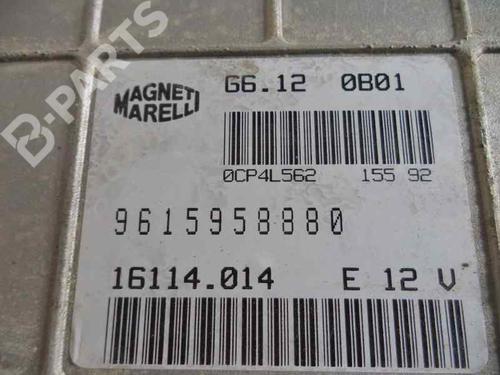 B-PARTS
MAGNETI MARELLI
G6.12 0B01
0CP4L562 155 92
9615958880
16114.014 E 12 V